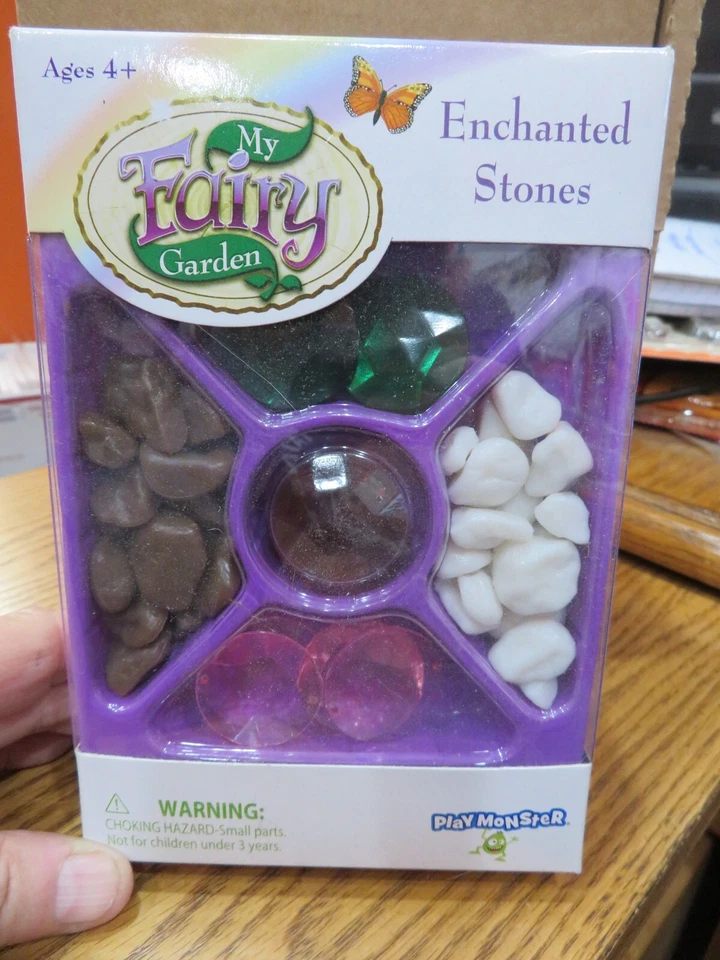 Ages 4+
My
Fairy
Garden
Enchanted
Stones
WARNING:
CHOKING HAZARD-Small parts.
Not for children under 3 years.
PLAY MONSTER